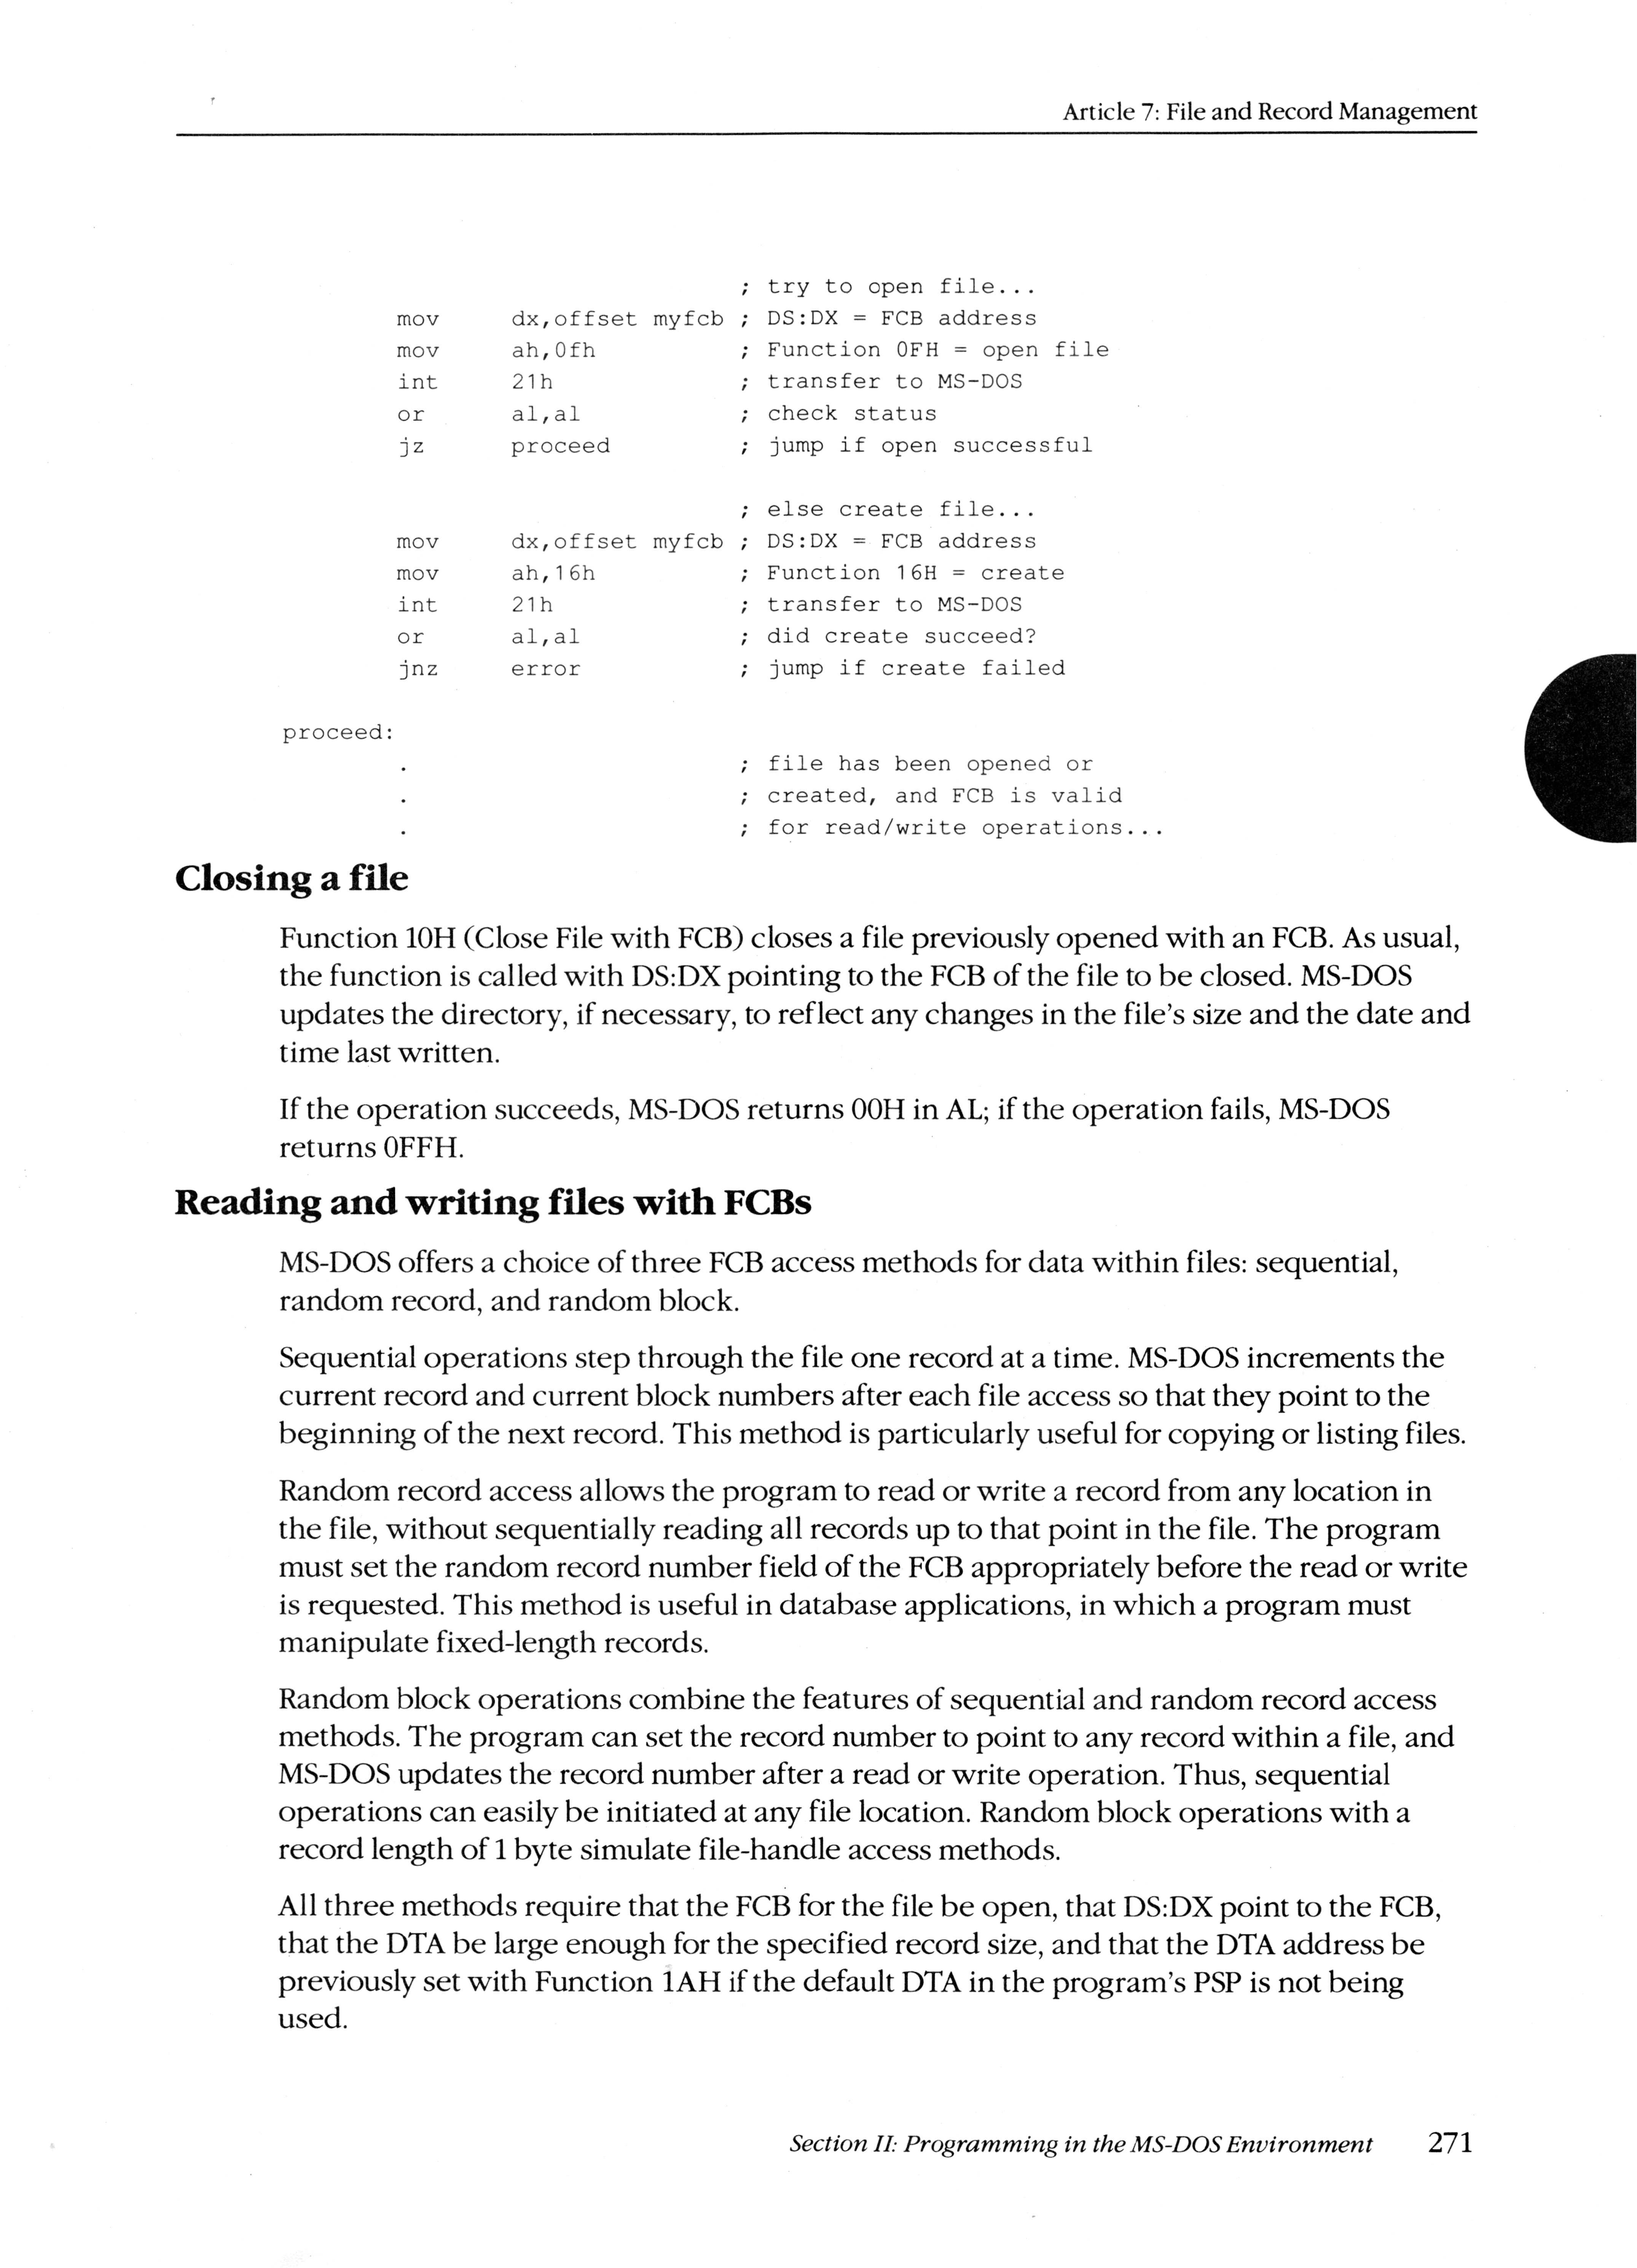 Article 7: File and Record Management
; try to open file...
mov dx,offset myfcb ; DS:DX = FCB address
mov ah,0fh ; Function 0FH = open file
int 21h ; transfer to MS-DOS
or al,al ; check status
jz proceed ; jump if open successful
; else create file...
mov dx,offset myfcb ; DS:DX = FCB address
mov ah,16h ; Function 16H = create
int 21h ; transfer to MS-DOS
or al,al ; did create succeed?
jnz error ; jump if create failed
proceed:
. ; file has been opened or
. ; created, and FCB is valid
. ; for read/write operations...
Closing a file
Function 10H (Close File with FCB) closes a file previously opened with an FCB. As usual,
the function is called with DS:DX pointing to the FCB of the file to be closed. MS-DOS
updates the directory, if necessary, to reflect any changes in the file's size and the date and
time last written.
If the operation succeeds, MS-DOS returns 00H in AL; if the operation fails, MS-DOS
returns 0FFH.
Reading and writing files with FCBs
MS-DOS offers a choice of three FCB access methods for data within files: sequential,
random record, and random block.
Sequential operations step through the file one record at a time. MS-DOS increments the
current record and current block numbers after each file access so that they point to the
beginning of the next record. This method is particularly useful for copying or listing files.
Random record access allows the program to read or write a record from any location in
the file, without sequentially reading all records up to that point in the file. The program
must set the random record number field of the FCB appropriately before the read or write
is requested. This method is useful in database applications, in which a program must
manipulate fixed-length records.
Random block operations combine the features of sequential and random record access
methods. The program can set the record number to point to any record within a file, and
MS-DOS updates the record number after a read or write operation. Thus, sequential
operations can easily be initiated at any file location. Random block operations with a
record length of 1 byte simulate file-handle access methods.
All three methods require that the FCB for the file be open, that DS:DX point to the FCB,
that the DTA be large enough for the specified record size, and that the DTA address be
previously set with Function 1AH if the default DTA in the program's PSP is not being
used.
Section II: Programming in the MS-DOS Environment 271